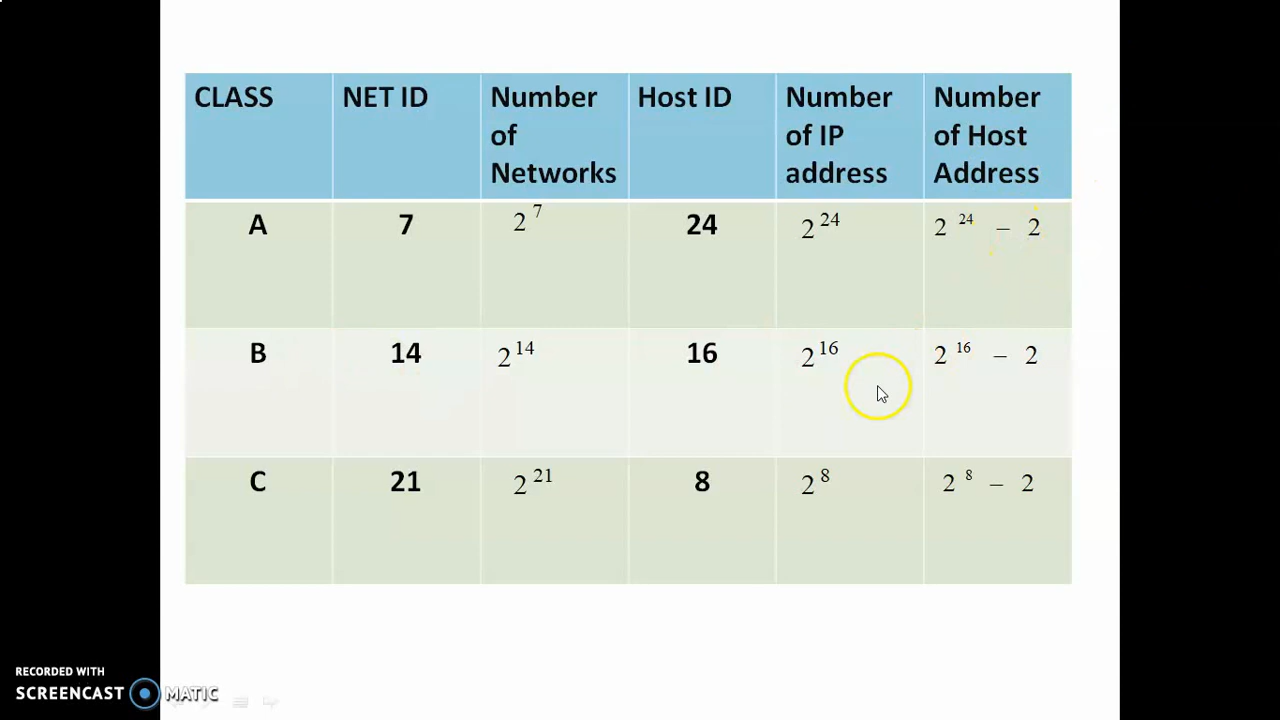 CLASS NET ID Number of Networks Host ID Number of IP address Number of Host Address
A 7 2^7 24 2^24 2^24 – 2
B 14 2^14 16 2^16 2^16 – 2
C 21 2^21 8 2^8 2^8 – 2
RECORDED WITH
SCREENCAST MATIC